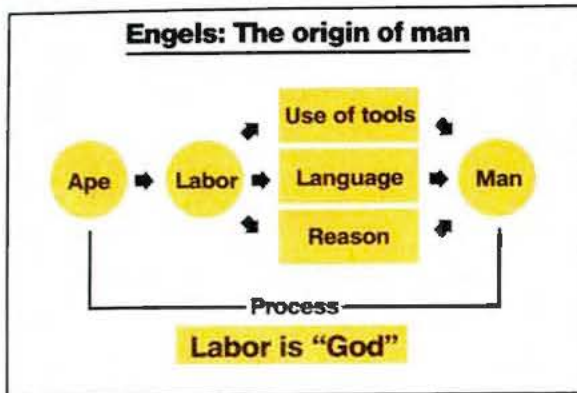 Engels: The origin of man
Use of tools
Ape
Labor
Language
Man
Reason
Process
Labor is “God”